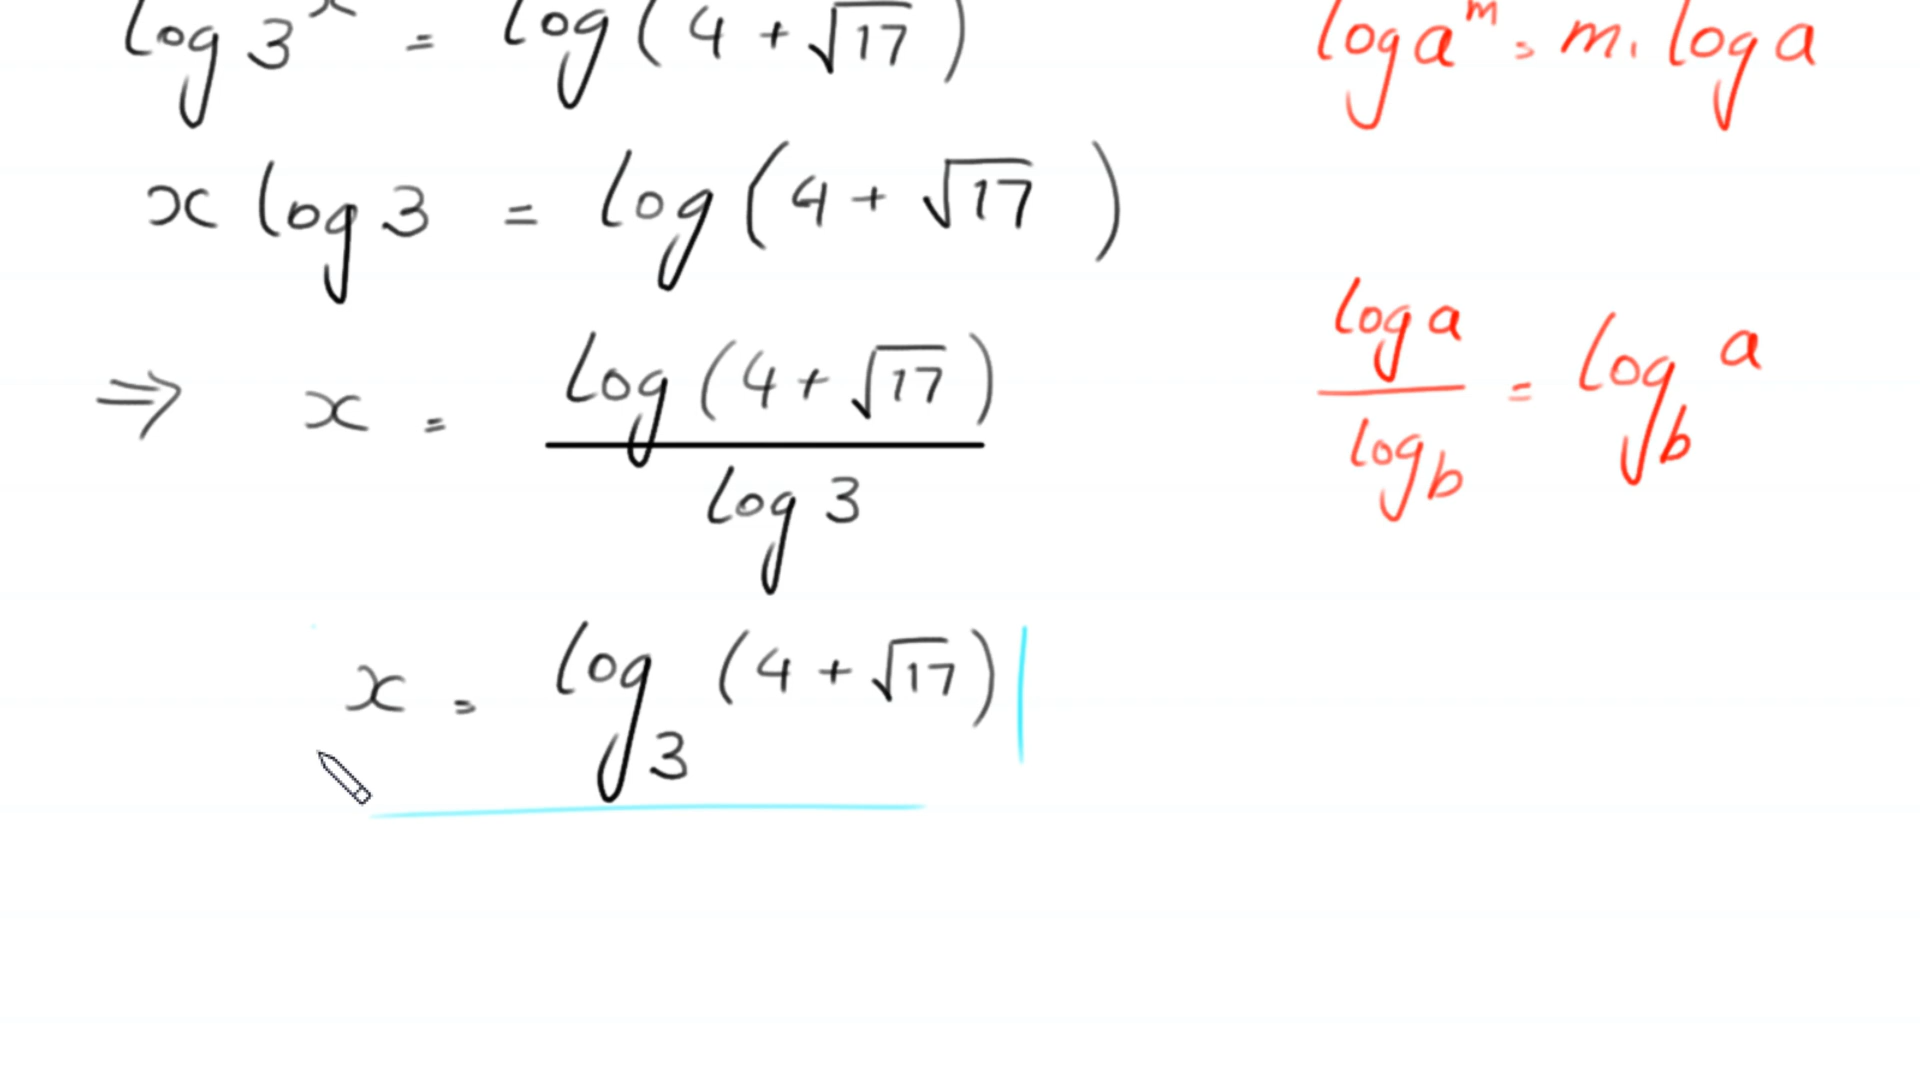 log 3^x = log (4 + √17)
log a^m = m. log a
x log 3 = log (4 + √17)
⇒ x = log (4 + √17) / log 3
log a / log b = log_b a
x = log_3 (4 + √17)